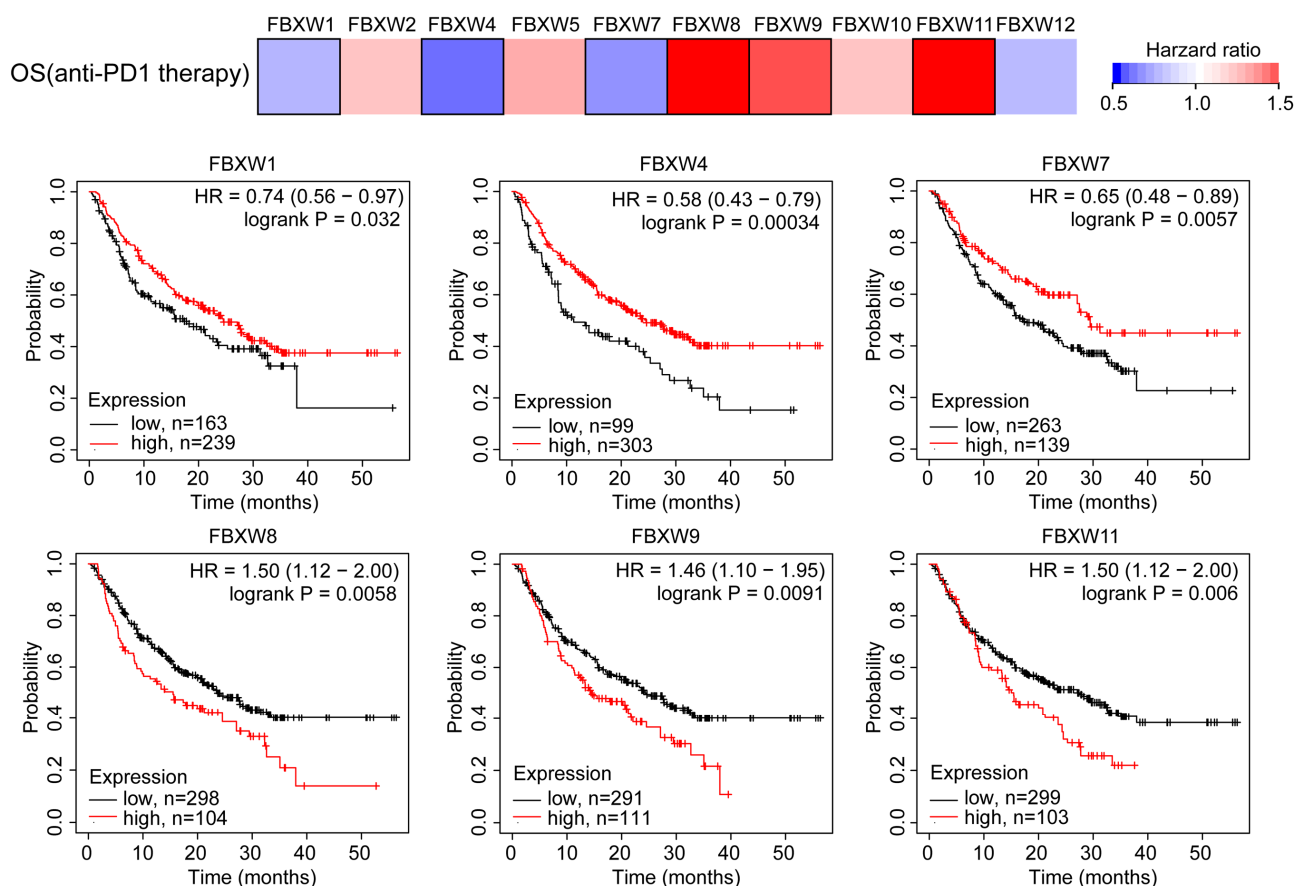 FBXW1 FBXW2 FBXW4 FBXW5 FBXW7 FBXW8 FBXW9 FBXW10 FBXW11 FBXW12
OS(anti-PD1 therapy)
Harzard ratio
0.5 1.0 1.5
FBXW1
HR = 0.74 (0.56 − 0.97)
logrank P = 0.032
Probability
1.0
0.8
0.6
0.4
0.2
0.0
Expression
low, n=163
high, n=239
0 10 20 30 40 50
Time (months)
FBXW4
HR = 0.58 (0.43 − 0.79)
logrank P = 0.00034
Probability
1.0
0.8
0.6
0.4
0.2
0.0
Expression
low, n=99
high, n=303
0 10 20 30 40 50
Time (months)
FBXW7
HR = 0.65 (0.48 − 0.89)
logrank P = 0.0057
Probability
1.0
0.8
0.6
0.4
0.2
0.0
Expression
low, n=263
high, n=139
0 10 20 30 40 50
Time (months)
FBXW8
HR = 1.50 (1.12 − 2.00)
logrank P = 0.0058
Probability
1.0
0.8
0.6
0.4
0.2
0.0
Expression
low, n=298
high, n=104
0 10 20 30 40 50
Time (months)
FBXW9
HR = 1.46 (1.10 − 1.95)
logrank P = 0.0091
Probability
1.0
0.8
0.6
0.4
0.2
0.0
Expression
low, n=291
high, n=111
0 10 20 30 40 50
Time (months)
FBXW11
HR = 1.50 (1.12 − 2.00)
logrank P = 0.006
Probability
1.0
0.8
0.6
0.4
0.2
0.0
Expression
low, n=299
high, n=103
0 10 20 30 40 50
Time (months)